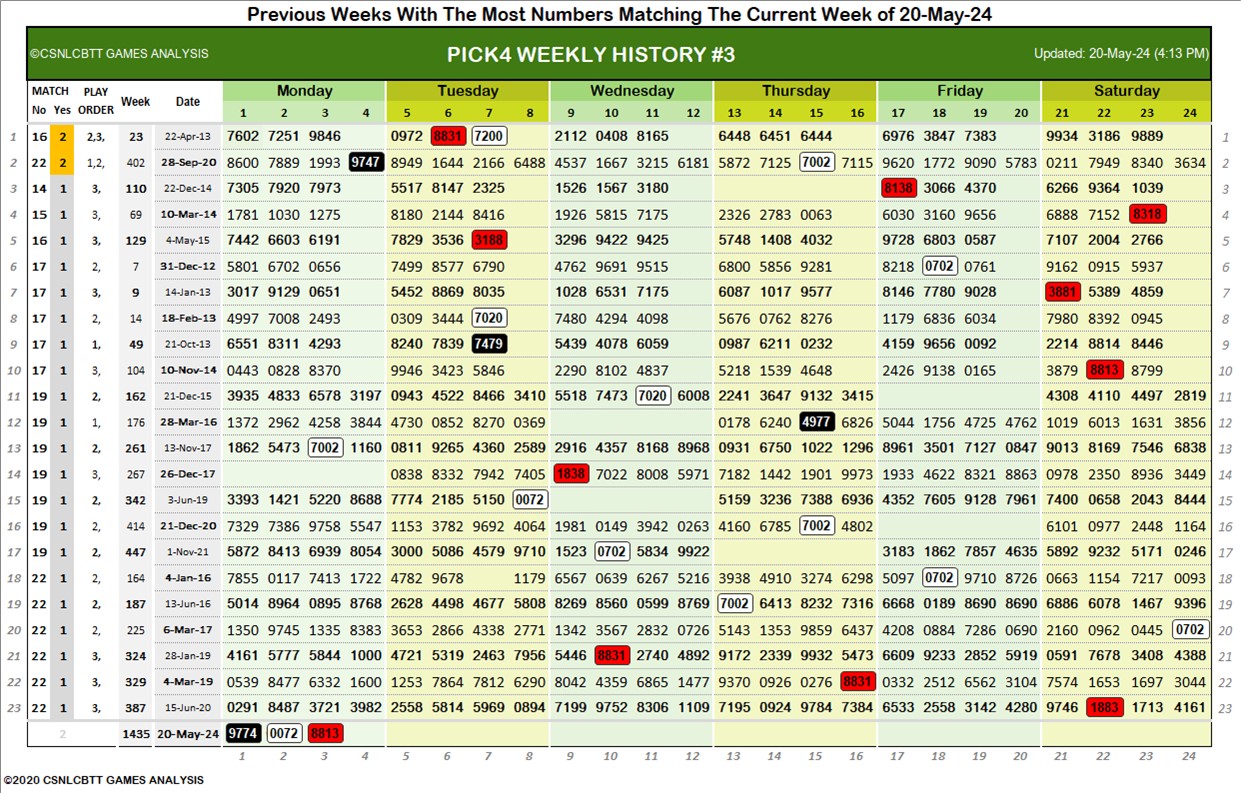 Previous Weeks With The Most Numbers Matching The Current Week of 20-May-24
©CSNLCBTT GAMES ANALYSIS PICK4 WEEKLY HISTORY #3 Updated: 20-May-24 (4:13 PM)
MATCH PLAY Week Date Monday Tuesday Wednesday Thursday Friday Saturday
No Yes ORDER 1 2 3 4 5 6 7 8 9 10 11 12 13 14 15 16 17 18 19 20 21 22 23 24
1 16 2 2,3, 23 22-Apr-13 7602 7251 9846 0972 8831 7200 2112 0408 8165 6448 6451 6444 6976 3847 7383 9934 3186 9889 1
2 22 2 1,2, 402 28-Sep-20 8600 7889 1993 9747 8949 1644 2166 6488 4537 1667 3215 6181 5872 7125 7002 7115 9620 1772 9090 5783 0211 7949 8340 3634 2
3 14 1 3, 110 22-Dec-14 7305 7920 7973 5517 8147 2325 1526 1567 3180 8138 3066 4370 6266 9364 1039 3
4 15 1 3, 69 10-Mar-14 1781 1030 1275 8180 2144 8416 1926 5815 7175 2326 2783 0063 6030 3160 9656 6888 7152 8318 4
5 16 1 3, 129 4-May-15 7442 6603 6191 7829 3536 3188 3296 9422 9425 5748 1408 4032 9728 6803 0587 7107 2004 2766 5
6 17 1 2, 7 31-Dec-12 5801 6702 0656 7499 8577 6790 4762 9691 9515 6800 5856 9281 8218 0702 0761 9162 0915 5937 6
7 17 1 3, 9 14-Jan-13 3017 9129 0651 5452 8869 8035 1028 6531 7175 6087 1017 9577 8146 7780 9028 3881 5389 4859 7
8 17 1 2, 14 18-Feb-13 4997 7008 2493 0309 3444 7020 7480 4294 4098 5676 0762 8276 1179 6836 6034 7980 8392 0945 8
9 17 1 1, 49 21-Oct-13 6551 8311 4293 8240 7839 7479 5439 4078 6059 0987 6211 0232 4159 9656 0092 2214 8814 8446 9
10 17 1 3, 104 10-Nov-14 0443 0828 8370 9946 3423 5846 2290 8102 4837 5218 1539 4648 2426 9138 0165 3879 8813 8799 10
11 19 1 2, 162 21-Dec-15 3935 4833 6578 3197 0943 4522 8466 3410 5518 7473 7020 6008 2241 3647 9132 3415 4308 4110 4497 2819 11
12 19 1 1, 176 28-Mar-16 1372 2962 4258 3844 4730 0852 8270 0369 0178 6240 4977 6826 5044 1756 4725 4762 1019 6013 1631 3856 12
13 19 1 2, 261 13-Nov-17 1862 5473 7002 1160 0811 9265 4360 2589 2916 4357 8168 8968 0931 6750 1022 1296 8961 3501 7127 0847 9013 8169 7546 6838 13
14 19 1 3, 267 26-Dec-17 0838 8332 7942 7405 1838 7022 8008 5971 7182 1442 1901 9973 1933 4622 8321 8863 0978 2350 8936 3449 14
15 19 1 2, 342 3-Jun-19 3393 1421 5220 8688 7774 2185 5150 0072 5159 3236 7388 6936 4352 7605 9128 7961 7400 0658 2043 8444 15
16 19 1 2, 414 21-Dec-20 7329 7386 9758 5547 1153 3782 9692 4064 1981 0149 3942 0263 4160 6785 7002 4802 6101 0977 2448 1164 16
17 19 1 2, 447 1-Nov-21 5872 8413 6939 8054 3000 5086 4579 9710 1523 0702 5834 9922 3183 1862 7857 4635 5892 9232 5171 0246 17
18 22 1 2, 164 4-Jan-16 7855 0117 7413 1722 4782 9678 1179 6567 0639 6267 5216 3938 4910 3274 6298 5097 0702 9710 8726 0663 1154 7217 0093 18
19 22 1 2, 187 13-Jun-16 5014 8964 0895 8768 2628 4498 4677 5808 8269 8560 0599 8769 7002 6413 8232 7316 6668 0189 8690 8690 6886 6078 1467 9396 19
20 22 1 2, 225 6-Mar-17 1350 9745 1335 8383 3653 2866 4338 2771 1342 3567 2832 0726 5143 1353 9859 6437 4208 0884 7286 0690 2160 0962 0445 0702 20
21 22 1 3, 324 28-Jan-19 4161 5777 5844 1000 4721 5319 2463 7956 5446 8831 2740 4892 9172 2339 9932 5473 6609 9233 2852 5919 0591 7678 3408 4388 21
22 22 1 3, 329 4-Mar-19 0539 8477 6332 1600 1253 7864 7812 6290 8042 4359 6865 1477 9370 0926 0276 8831 0332 2512 6562 3104 7574 1653 1697 3044 22
23 22 1 3, 387 15-Jun-20 0291 8487 3721 3982 2558 5814 5969 0894 7199 9752 8306 1109 7195 0924 9784 7384 6533 2558 3142 4280 9746 1883 1713 4161 23
2 1435 20-May-24 9774 0072 8813
1 2 3 4 5 6 7 8 9 10 11 12 13 14 15 16 17 18 19 20 21 22 23 24
©2020 CSNLCBTT GAMES ANALYSIS